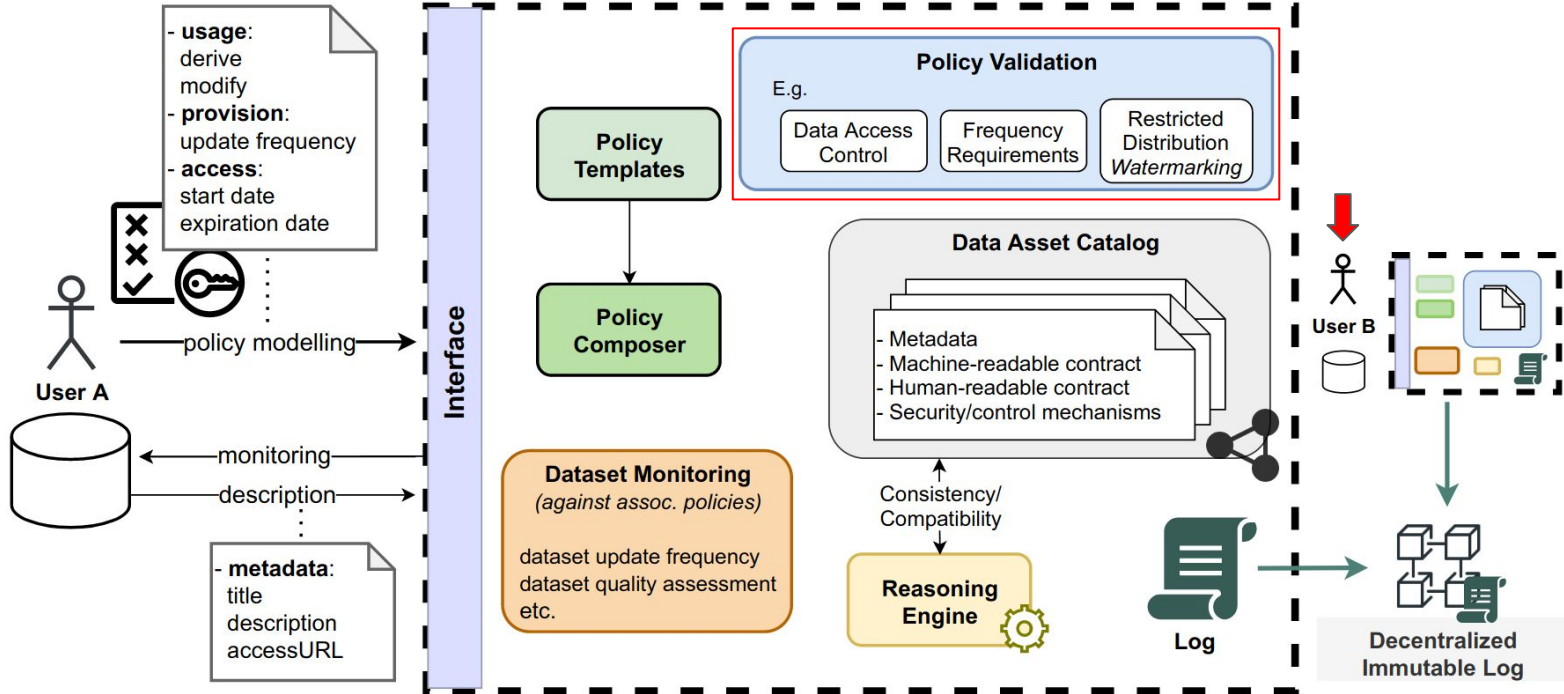 - usage:
derive
modify
- provision:
update frequency
- access:
start date
expiration date
policy modelling
User A
monitoring
description
- metadata:
title
description
accessURL
Interface
Policy
Templates
Policy
Composer
Dataset Monitoring
(against assoc. policies)
dataset update frequency
dataset quality assessment
etc.
Policy Validation
E.g.
Data Access
Control
Frequency
Requirements
Restricted
Distribution
Watermarking
Data Asset Catalog
- Metadata
- Machine-readable contract
- Human-readable contract
- Security/control mechanisms
Consistency/
Compatibility
Reasoning
Engine
Log
User B
Decentralized
Immutable Log